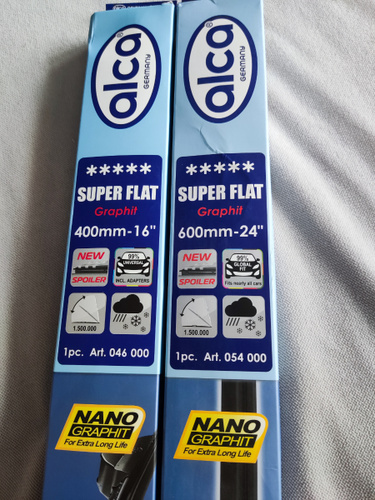 alca®
GERMANY
★★★★★
SUPER FLAT
Graphit
400mm-16"
NEW
SPOILER
99%
UNIVERSAL
INCL. ADAPTERS
1.500.000
1pc. Art. 046 000
NANO
GRAPHIT
For Extra Long Life
alca®
GERMANY
★★★★★
SUPER FLAT
Graphit
600mm-24"
NEW
SPOILER
99%
GLOBAL
FIT
Fits nearly all cars
1.500.000
1pc. Art. 054 000
NANO
GRAPHIT
For Extra Long Life